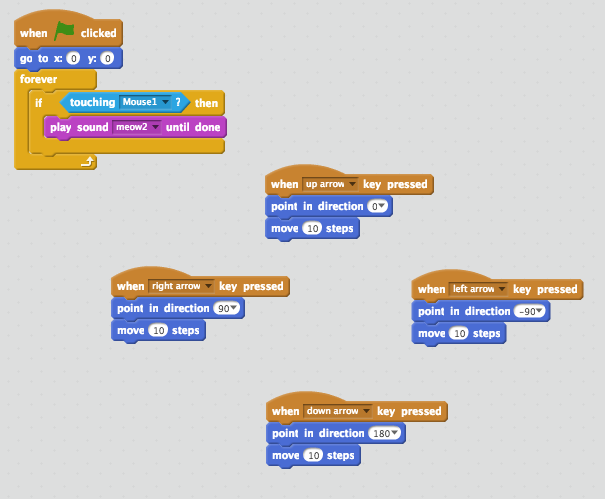 when clicked
go to x: 0 y: 0
forever
if touching Mouse1 ? then
play sound meow2 until done
when up arrow key pressed
point in direction 0
move 10 steps
when right arrow key pressed
point in direction 90
move 10 steps
when left arrow key pressed
point in direction -90
move 10 steps
when down arrow key pressed
point in direction 180
move 10 steps